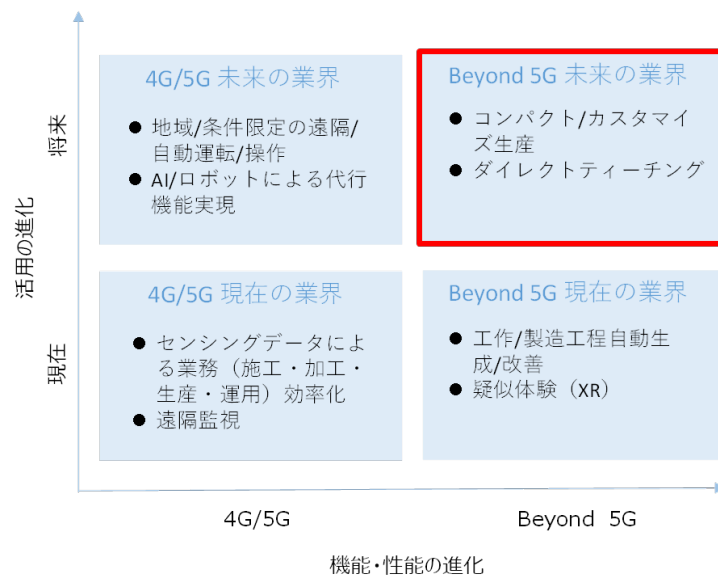 4G/5G 未来の業界
● 地域/条件限定の遠隔/
自動運転/操作
● AI/ロボットによる代行
機能実現
Beyond 5G 未来の業界
● コンパクト/カスタマイ
ズ生産
● ダイレクトティーチング
4G/5G 現在の業界
● センシングデータによ
る業務（施工・加工・
生産・運用）効率化
● 遠隔監視
Beyond 5G 現在の業界
● 工作/製造工程自動生
成/改善
● 疑似体験（XR）
将来
現在
活用の進化
4G/5G
Beyond 5G
機能・性能の進化